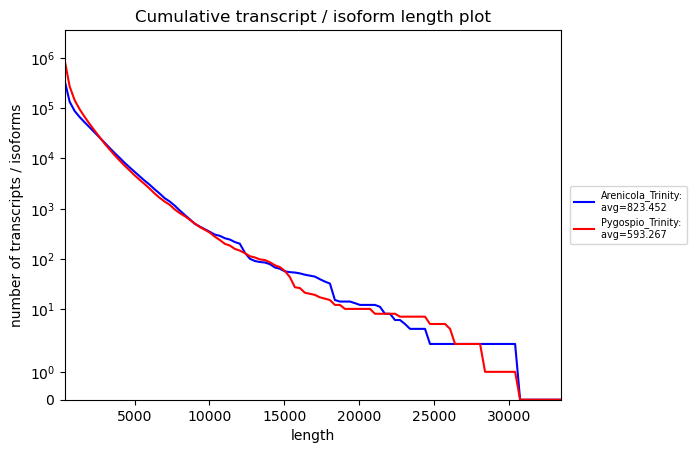 Cumulative transcript / isoform length plot
number of transcripts / isoforms
10^6
10^5
10^4
10^3
10^2
10^1
10^0
0
5000 10000 15000 20000 25000 30000
length
Arenicola_Trinity:
avg=823.452
Pygospio_Trinity:
avg=593.267